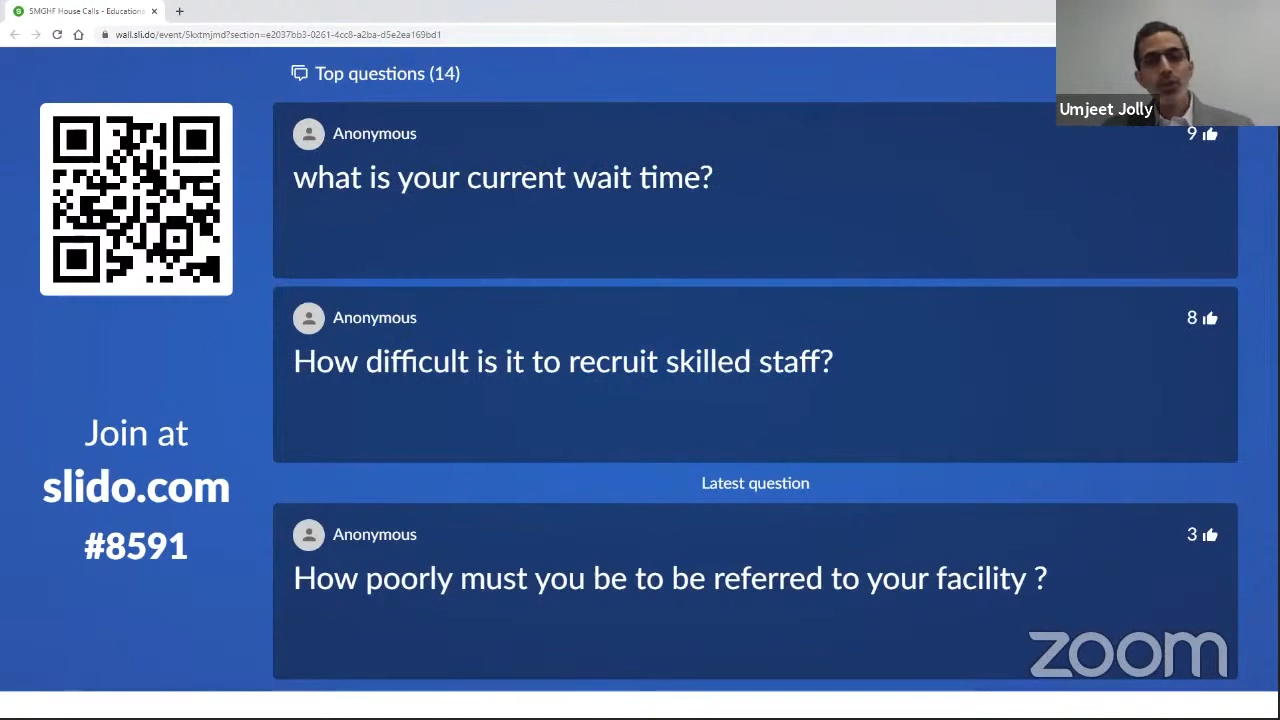 SMGHF House Calls - Educationa
wall.sli.do/event/5kxtmjmd?section=e2037bb3-0261-4cc8-a2ba-d5e2ea169bd1
Top questions (14)
Umjeet Jolly
Anonymous
9
what is your current wait time?
Anonymous
8
How difficult is it to recruit skilled staff?
Join at
slido.com
#8591
Latest question
Anonymous
3
How poorly must you be to be referred to your facility ?
zoom